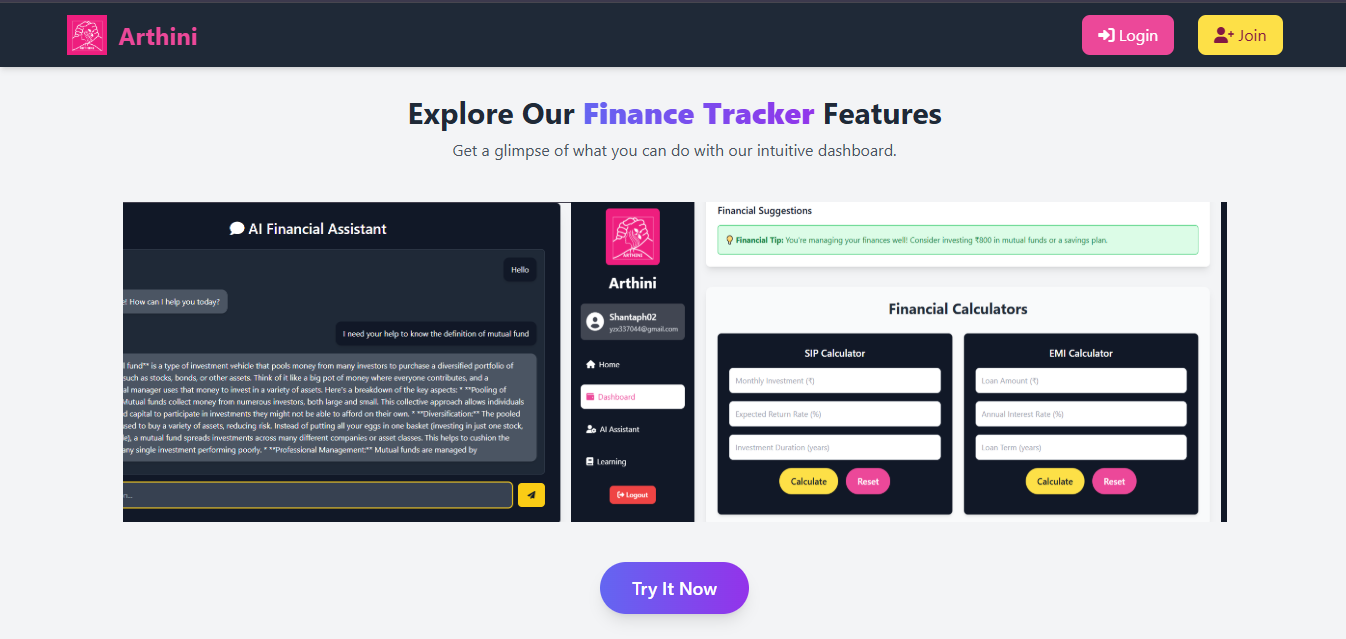 Arthini
Login
Join
Explore Our Finance Tracker Features
Get a glimpse of what you can do with our intuitive dashboard.
AI Financial Assistant
Hello
! How can I help you today?
I need your help to know the definition of mutual fund
fund** is a type of investment vehicle that pools money from many investors to purchase a diversified portfolio of
such as stocks, bonds, or other assets. Think of it like a big pot of money where everyone contributes, and a
manager uses that money to invest in a variety of assets. Here's a breakdown of the key aspects: * **Pooling of
Mutual funds collect money from numerous investors, both large and small. This collective approach allows individuals
capital to participate in investments they might not be able to afford on their own. * **Diversification:** The pooled
used to buy a variety of assets, reducing risk. Instead of putting all your eggs in one basket (investing in just one stock,
), a mutual fund spreads investments across many different companies or asset classes. This helps to cushion the
any single investment performing poorly. * **Professional Management:** Mutual funds are managed by
ARTHINI
Arthini
Shantaph02
yzx337044@gmail.com
Home
Dashboard
AI Assistant
Learning
Logout
Financial Suggestions
Financial Tip: You're managing your finances well! Consider investing ₹800 in mutual funds or a savings plan.
Financial Calculators
SIP Calculator
Monthly Investment (₹)
Expected Return Rate (%)
Investment Duration (years)
Calculate
Reset
EMI Calculator
Loan Amount (₹)
Annual Interest Rate (%)
Loan Term (years)
Calculate
Reset
Try It Now